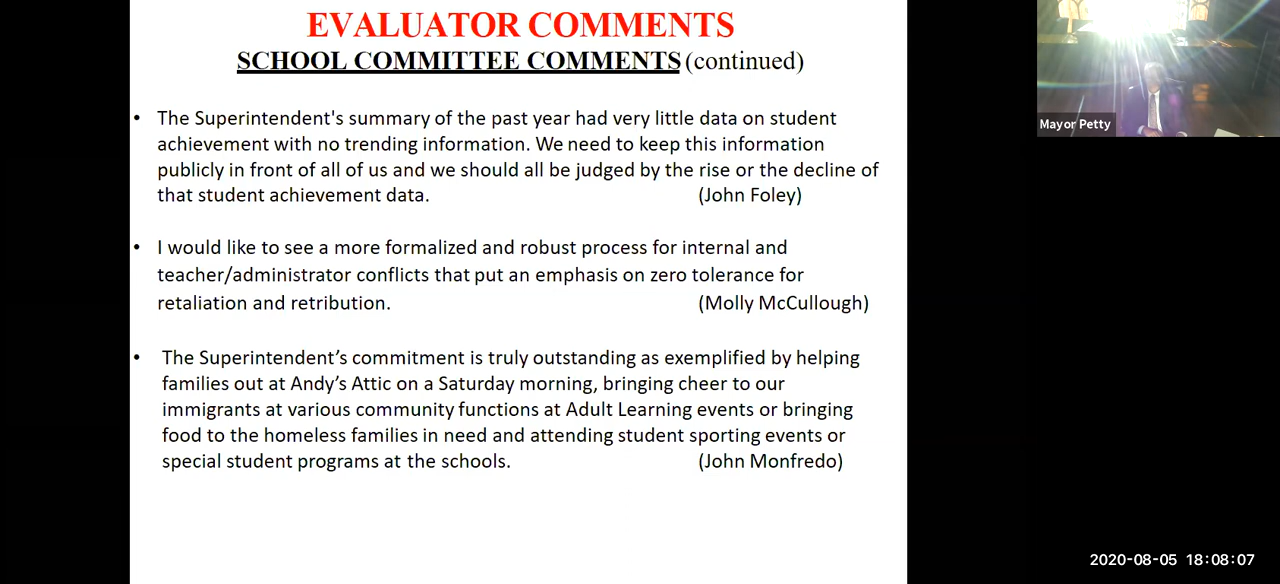 EVALUATOR COMMENTS
SCHOOL COMMITTEE COMMENTS (continued)
• The Superintendent's summary of the past year had very little data on student
achievement with no trending information. We need to keep this information
publicly in front of all of us and we should all be judged by the rise or the decline of
that student achievement data. (John Foley)
• I would like to see a more formalized and robust process for internal and
teacher/administrator conflicts that put an emphasis on zero tolerance for
retaliation and retribution. (Molly McCullough)
• The Superintendent’s commitment is truly outstanding as exemplified by helping
families out at Andy’s Attic on a Saturday morning, bringing cheer to our
immigrants at various community functions at Adult Learning events or bringing
food to the homeless families in need and attending student sporting events or
special student programs at the schools. (John Monfredo)
Mayor Petty
2020-08-05 18:08:07